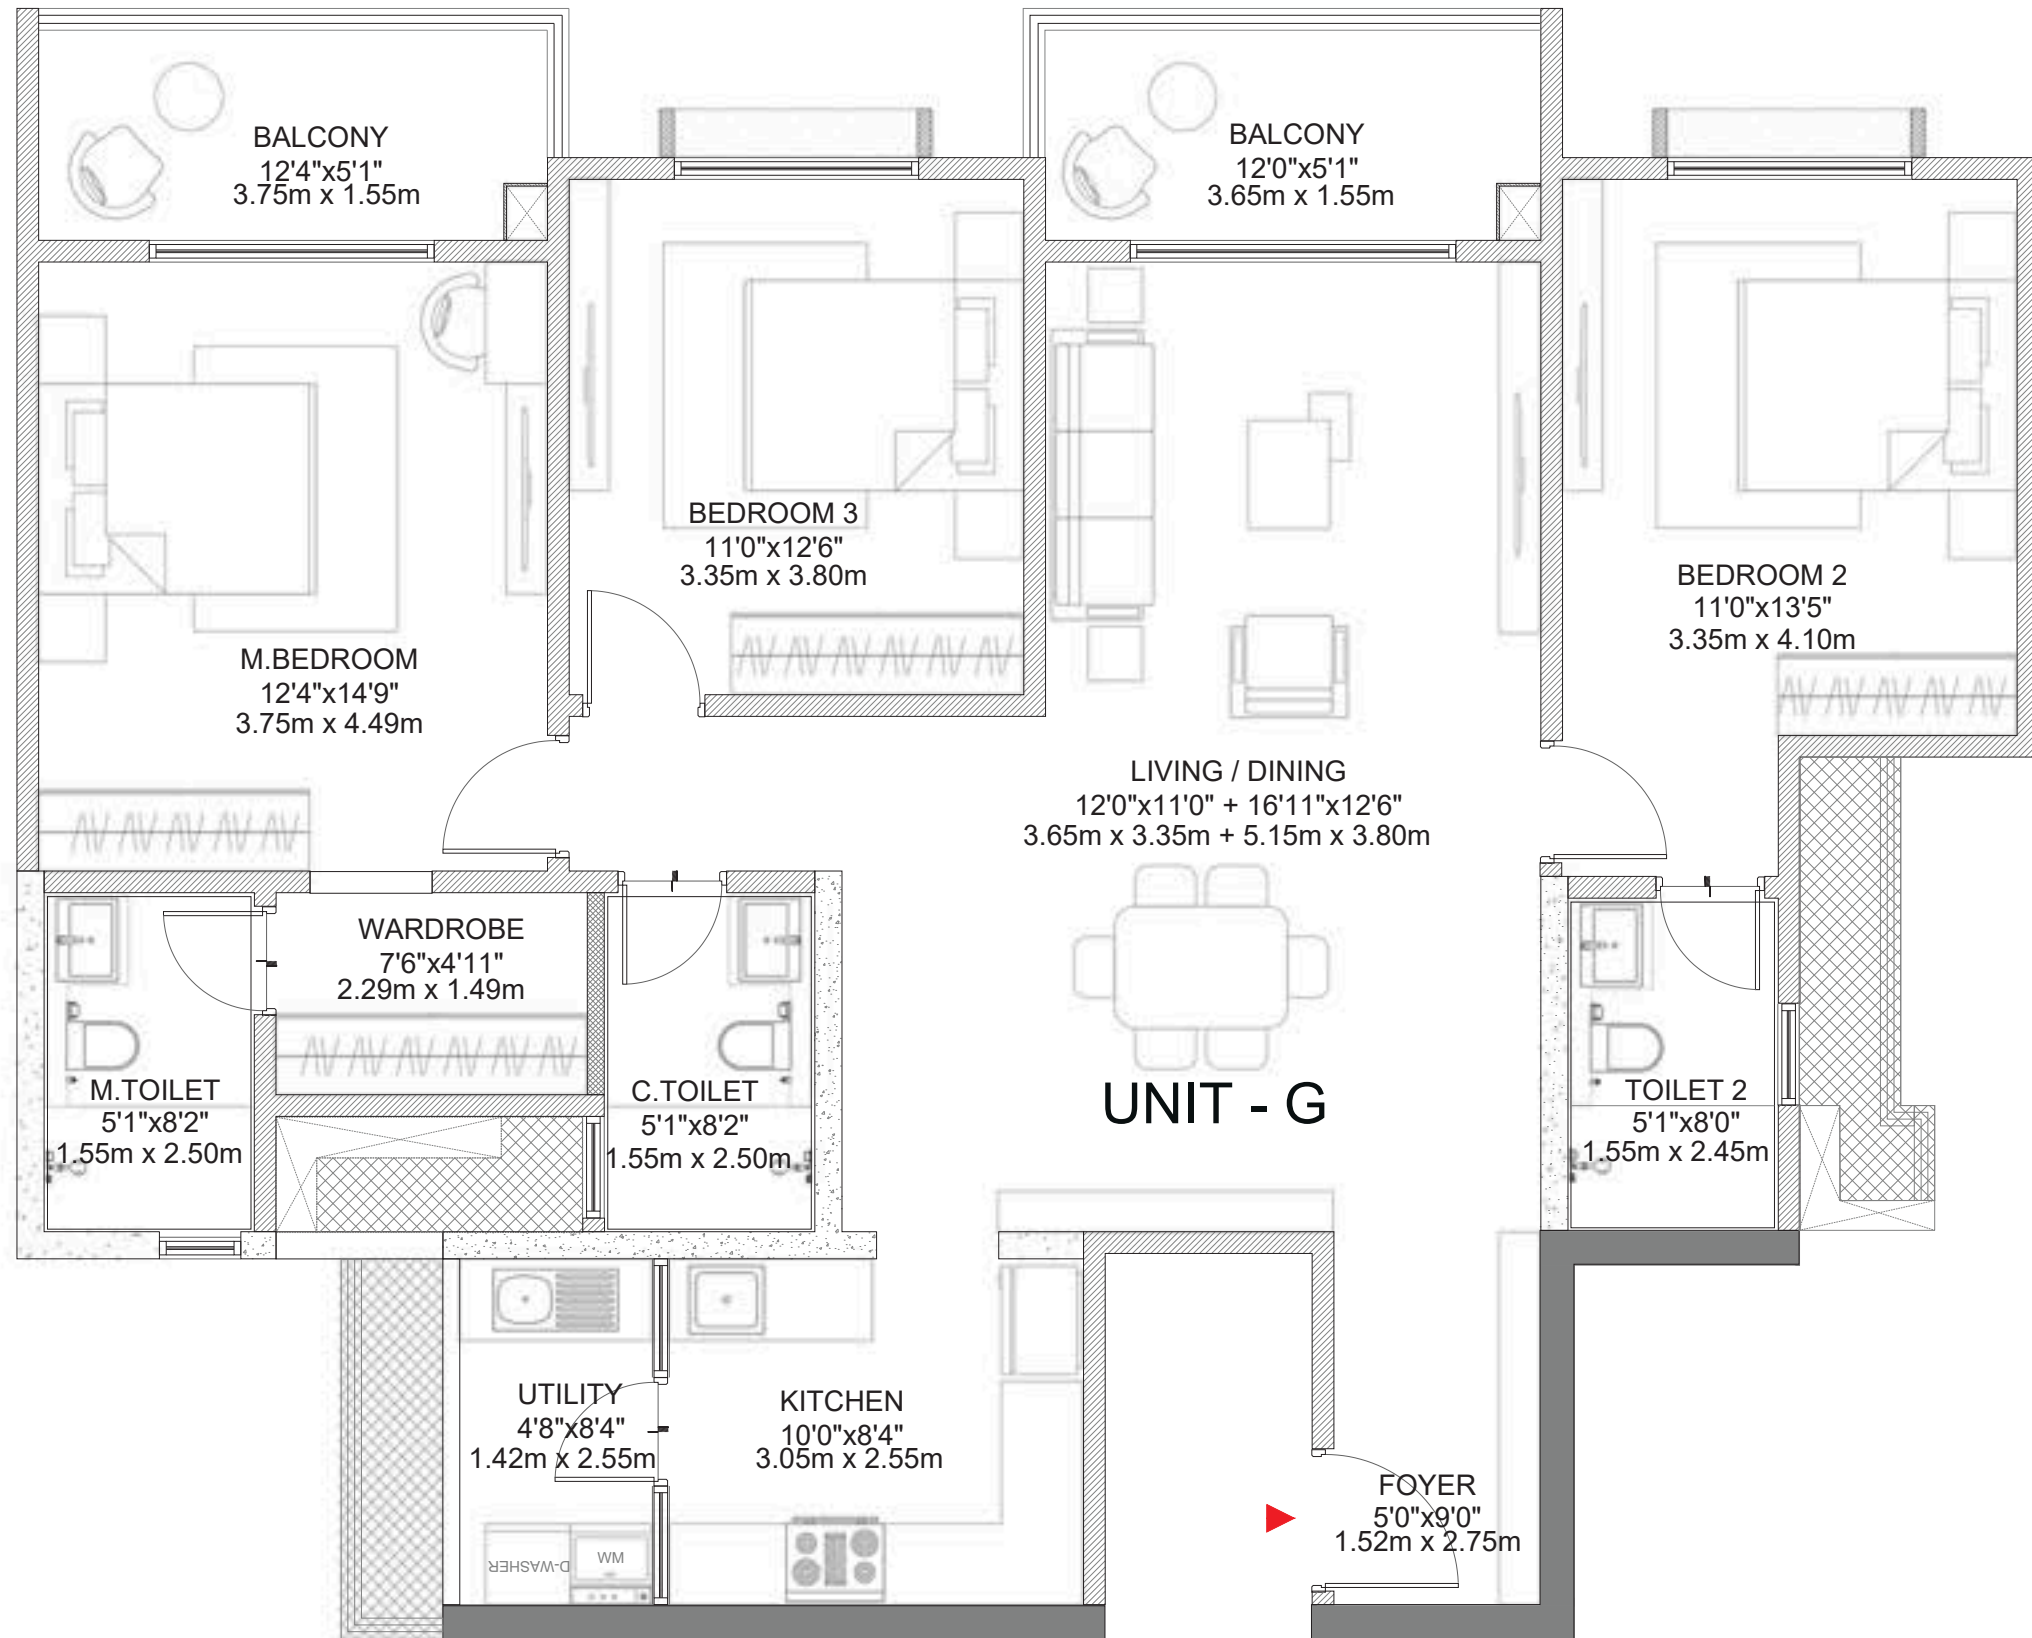 BALCONY
12'4"x5'1"
3.75m x 1.55m
BALCONY
12'0"x5'1"
3.65m x 1.55m
BEDROOM 3
11'0"x12'6"
3.35m x 3.80m
BEDROOM 2
11'0"x13'5"
3.35m x 4.10m
M.BEDROOM
12'4"x14'9"
3.75m x 4.49m
LIVING / DINING
12'0"x11'0" + 16'11"x12'6"
3.65m x 3.35m + 5.15m x 3.80m
WARDROBE
7'6"x4'11"
2.29m x 1.49m
M.TOILET
5'1"x8'2"
1.55m x 2.50m
C.TOILET
5'1"x8'2"
1.55m x 2.50m
UNIT - G
TOILET 2
5'1"x8'0"
1.55m x 2.45m
UTILITY
4'8"x8'4"
1.42m x 2.55m
KITCHEN
10'0"x8'4"
3.05m x 2.55m
FOYER
5'0"x9'0"
1.52m x 2.75m
D-WASHER
WM